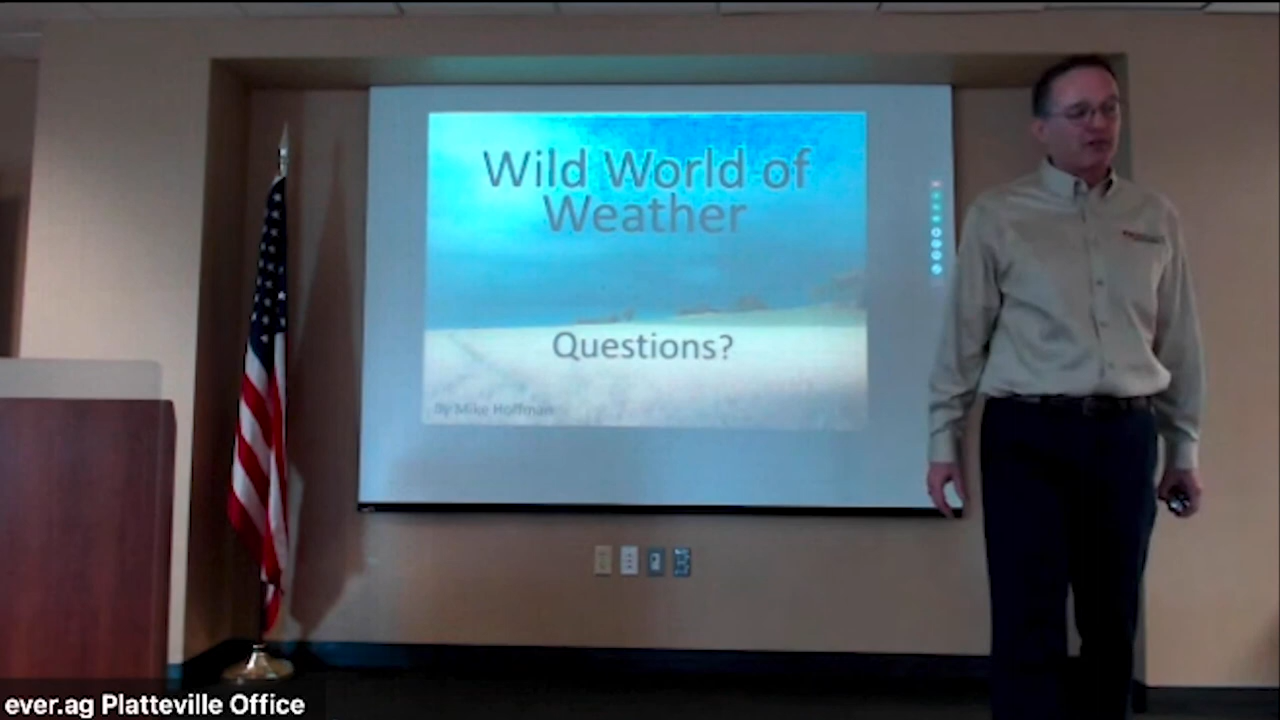 Wild World of
Weather
Questions?
By Mike Hoffman
ever.ag Platteville Office